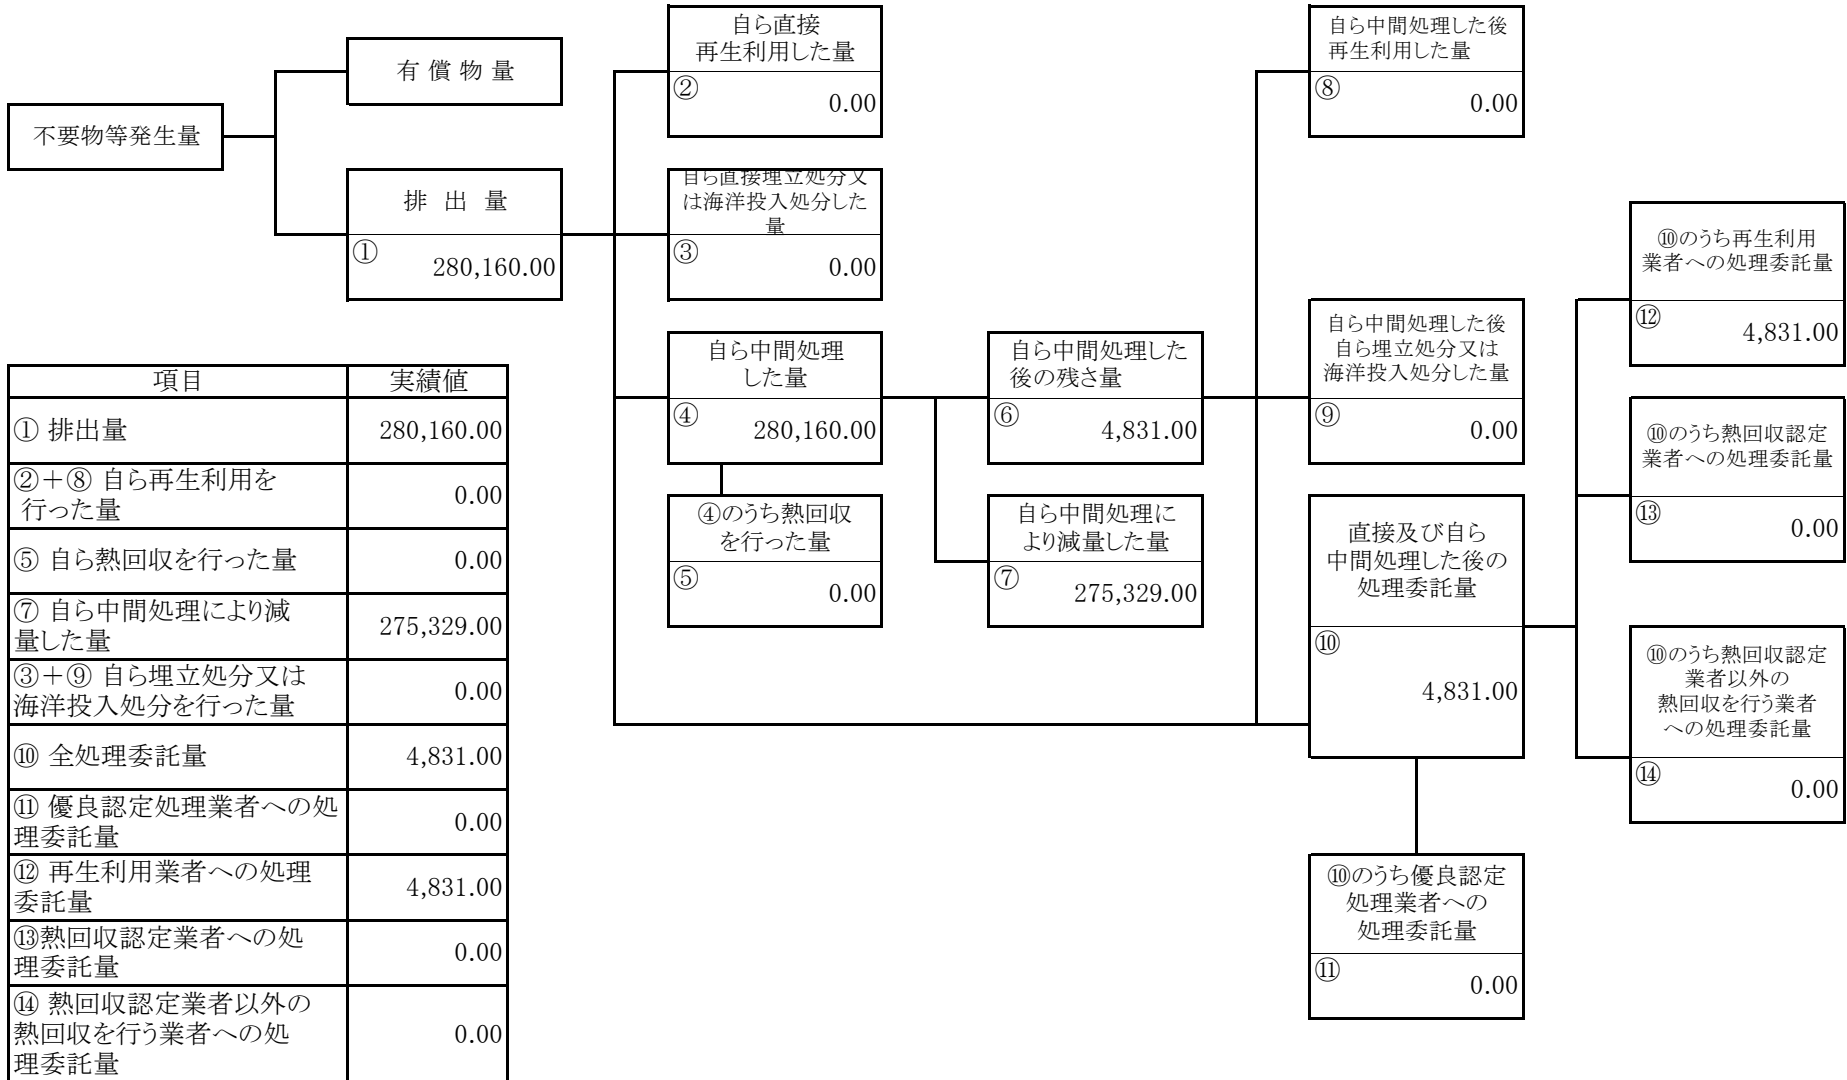 不要物等発生量
有 償 物 量
排 出 量
①
280,160.00
自ら直接
再生利用した量
②
0.00
自ら直接埋立処分又
は海洋投入処分した
量
③
0.00
自ら中間処理
した量
④
280,160.00
④のうち熱回収
を行った量
⑤
0.00
自ら中間処理した
後の残さ量
⑥
4,831.00
自ら中間処理に
より減量した量
⑦
275,329.00
自ら中間処理した後
再生利用した量
⑧
0.00
自ら中間処理した後
自ら埋立処分又は
海洋投入処分した量
⑨
0.00
直接及び自ら
中間処理した後の
処理委託量
⑩
4,831.00
⑩のうち優良認定
処理業者への
処理委託量
⑪
0.00
⑩のうち再生利用
業者への処理委託量
⑫
4,831.00
⑩のうち熱回収認定
業者への処理委託量
⑬
0.00
⑩のうち熱回収認定
業者以外の
熱回収を行う業者
への処理委託量
⑭
0.00
項目 実績値
① 排出量 280,160.00
②＋⑧ 自ら再生利用を
行った量 0.00
⑤ 自ら熱回収を行った量 0.00
⑦ 自ら中間処理により減
量した量 275,329.00
③＋⑨ 自ら埋立処分又は
海洋投入処分を行った量 0.00
⑩ 全処理委託量 4,831.00
⑪ 優良認定処理業者への処
理委託量 0.00
⑫ 再生利用業者への処理
委託量 4,831.00
⑬熱回収認定業者への処
理委託量 0.00
⑭ 熱回収認定業者以外の
熱回収を行う業者への処
理委託量 0.00